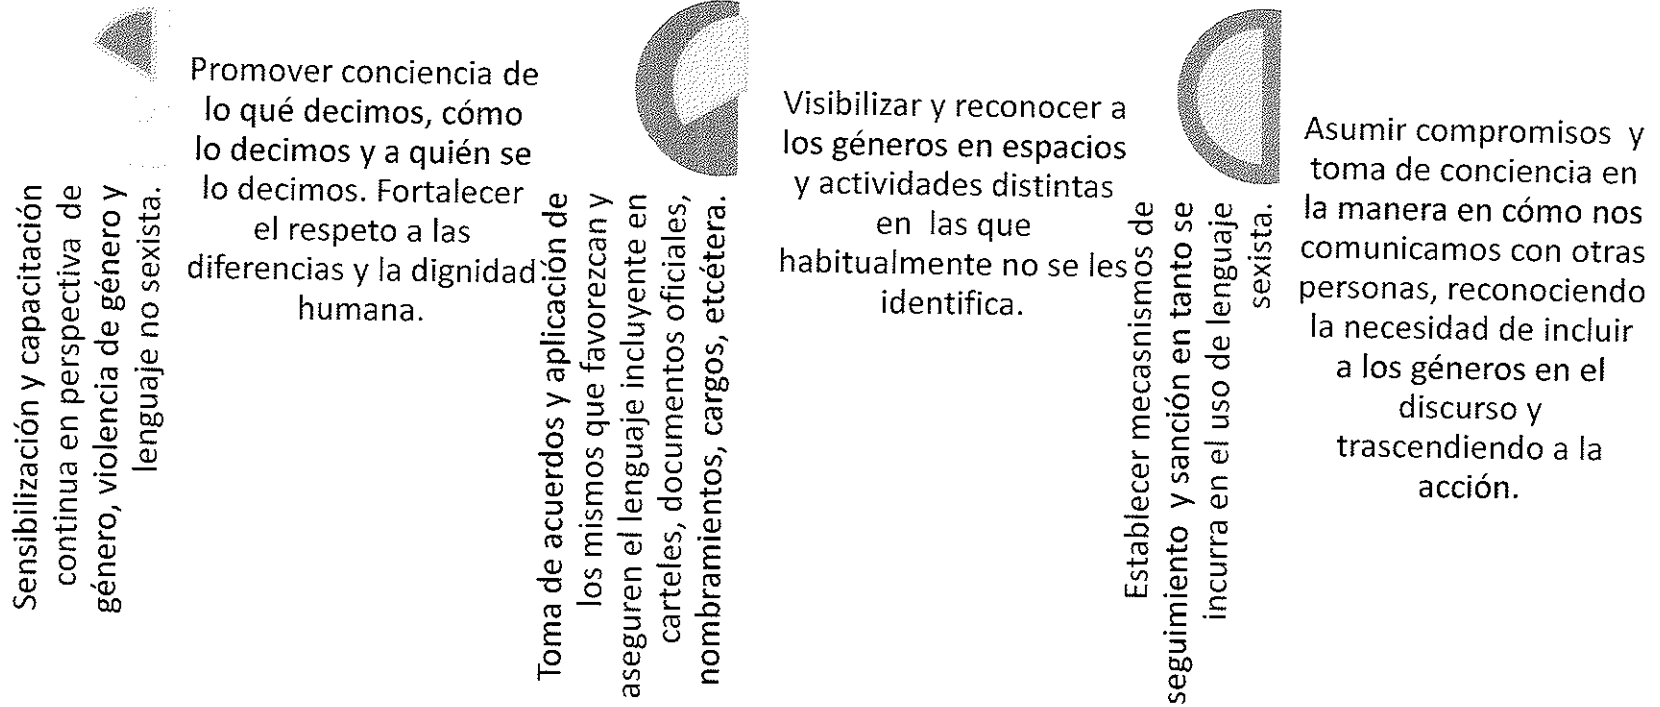 Sensibilización y capacitación
continua en perspectiva de
género, violencia de género y
lenguaje no sexista.
Promover conciencia de
lo qué decimos, cómo
lo decimos y a quién se
lo decimos. Fortalecer
el respeto a las
diferencias y la dignidad
humana.
Toma de acuerdos y aplicación de
los mismos que favorezcan y
aseguren el lenguaje incluyente en
carteles, documentos oficiales,
nombramientos, cargos, etcétera.
Visibilizar y reconocer a
los géneros en espacios
y actividades distintas
en las que
habitualmente no se les
identifica.
Establecer mecasnismos de
seguimiento y sanción en tanto se
incurra en el uso de lenguaje
sexista.
Asumir compromisos y
toma de conciencia en
la manera en cómo nos
comunicamos con otras
personas, reconociendo
la necesidad de incluir
a los géneros en el
discurso y
trascendiendo a la
acción.